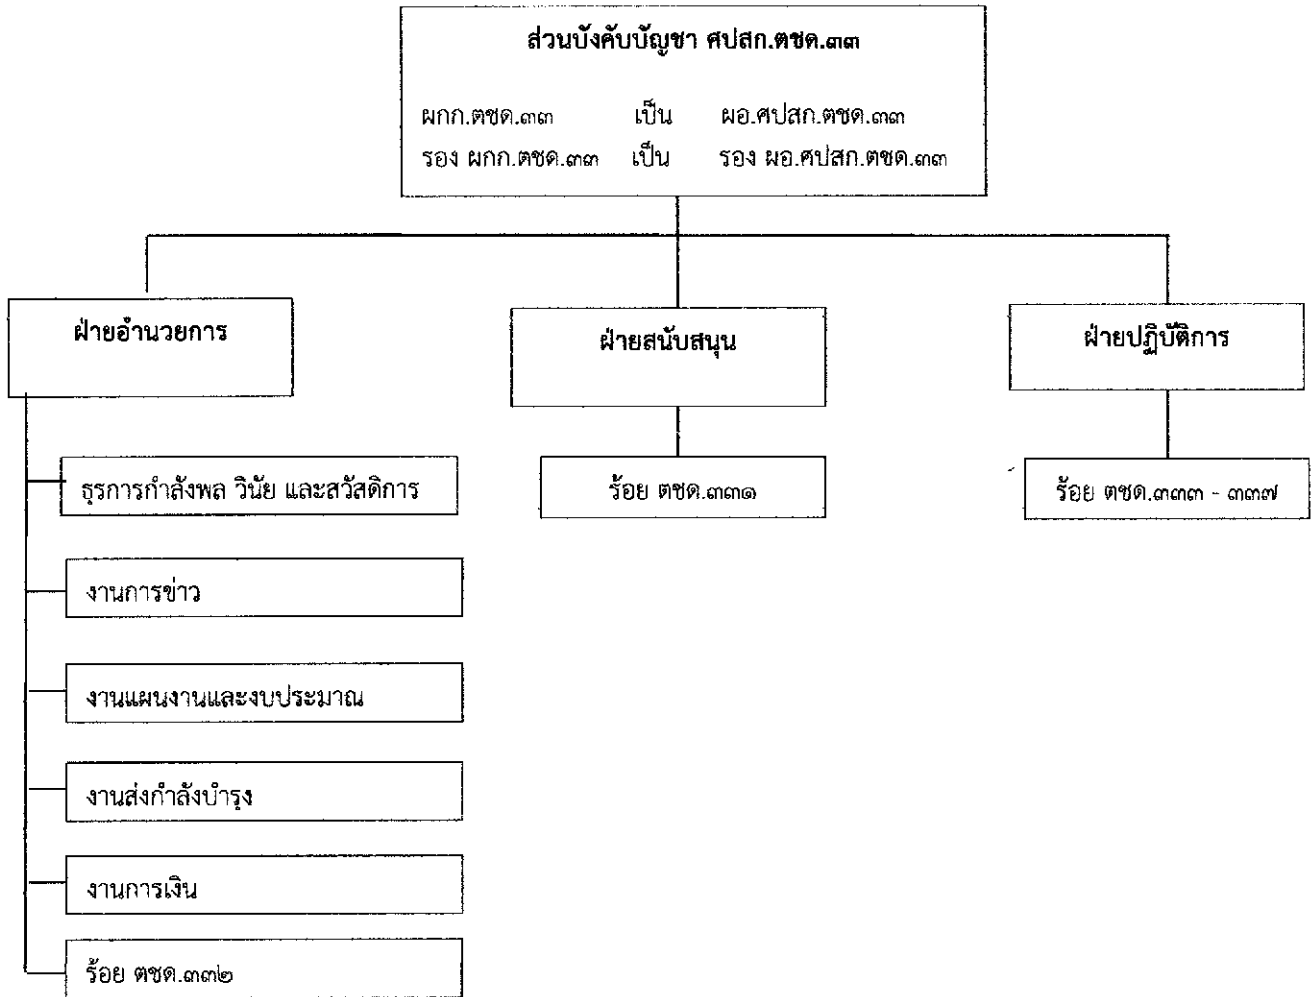 ส่วนบังคับบัญชา ศปสก.ตชด.๓๓
ผกก.ตชด.๓๓ เป็น ผอ.ศปสก.ตชด.๓๓
รอง ผกก.ตชด.๓๓ เป็น รอง ผอ.ศปสก.ตชด.๓๓
ฝ่ายอำนวยการ
ฝ่ายสนับสนุน
ฝ่ายปฏิบัติการ
ธุรการกำลังพล วินัย และสวัสดิการ
ร้อย ตชด.๓๓๑
ร้อย ตชด.๓๓๓ - ๓๓๗
งานการข่าว
งานแผนงานและงบประมาณ
งานส่งกำลังบำรุง
งานการเงิน
ร้อย ตชด.๓๓๒